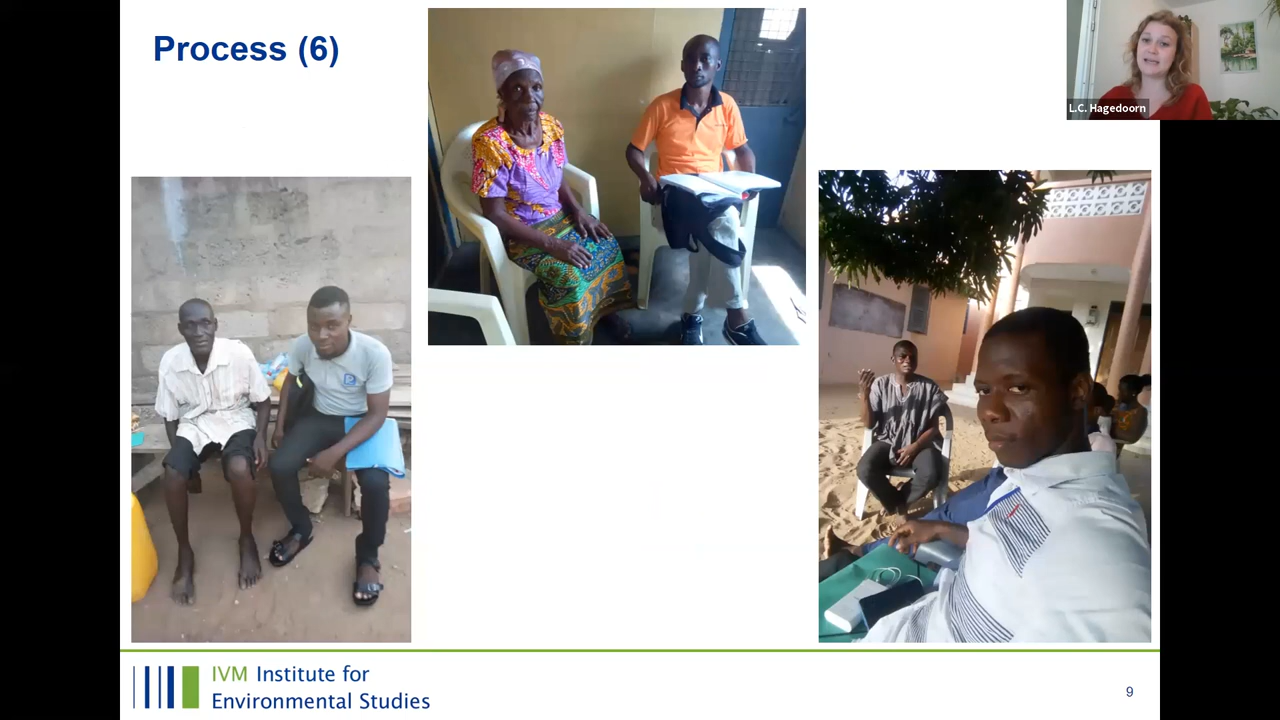 Process (6)
L.C. Hagedoorn
IVM Institute for
Environmental Studies
9